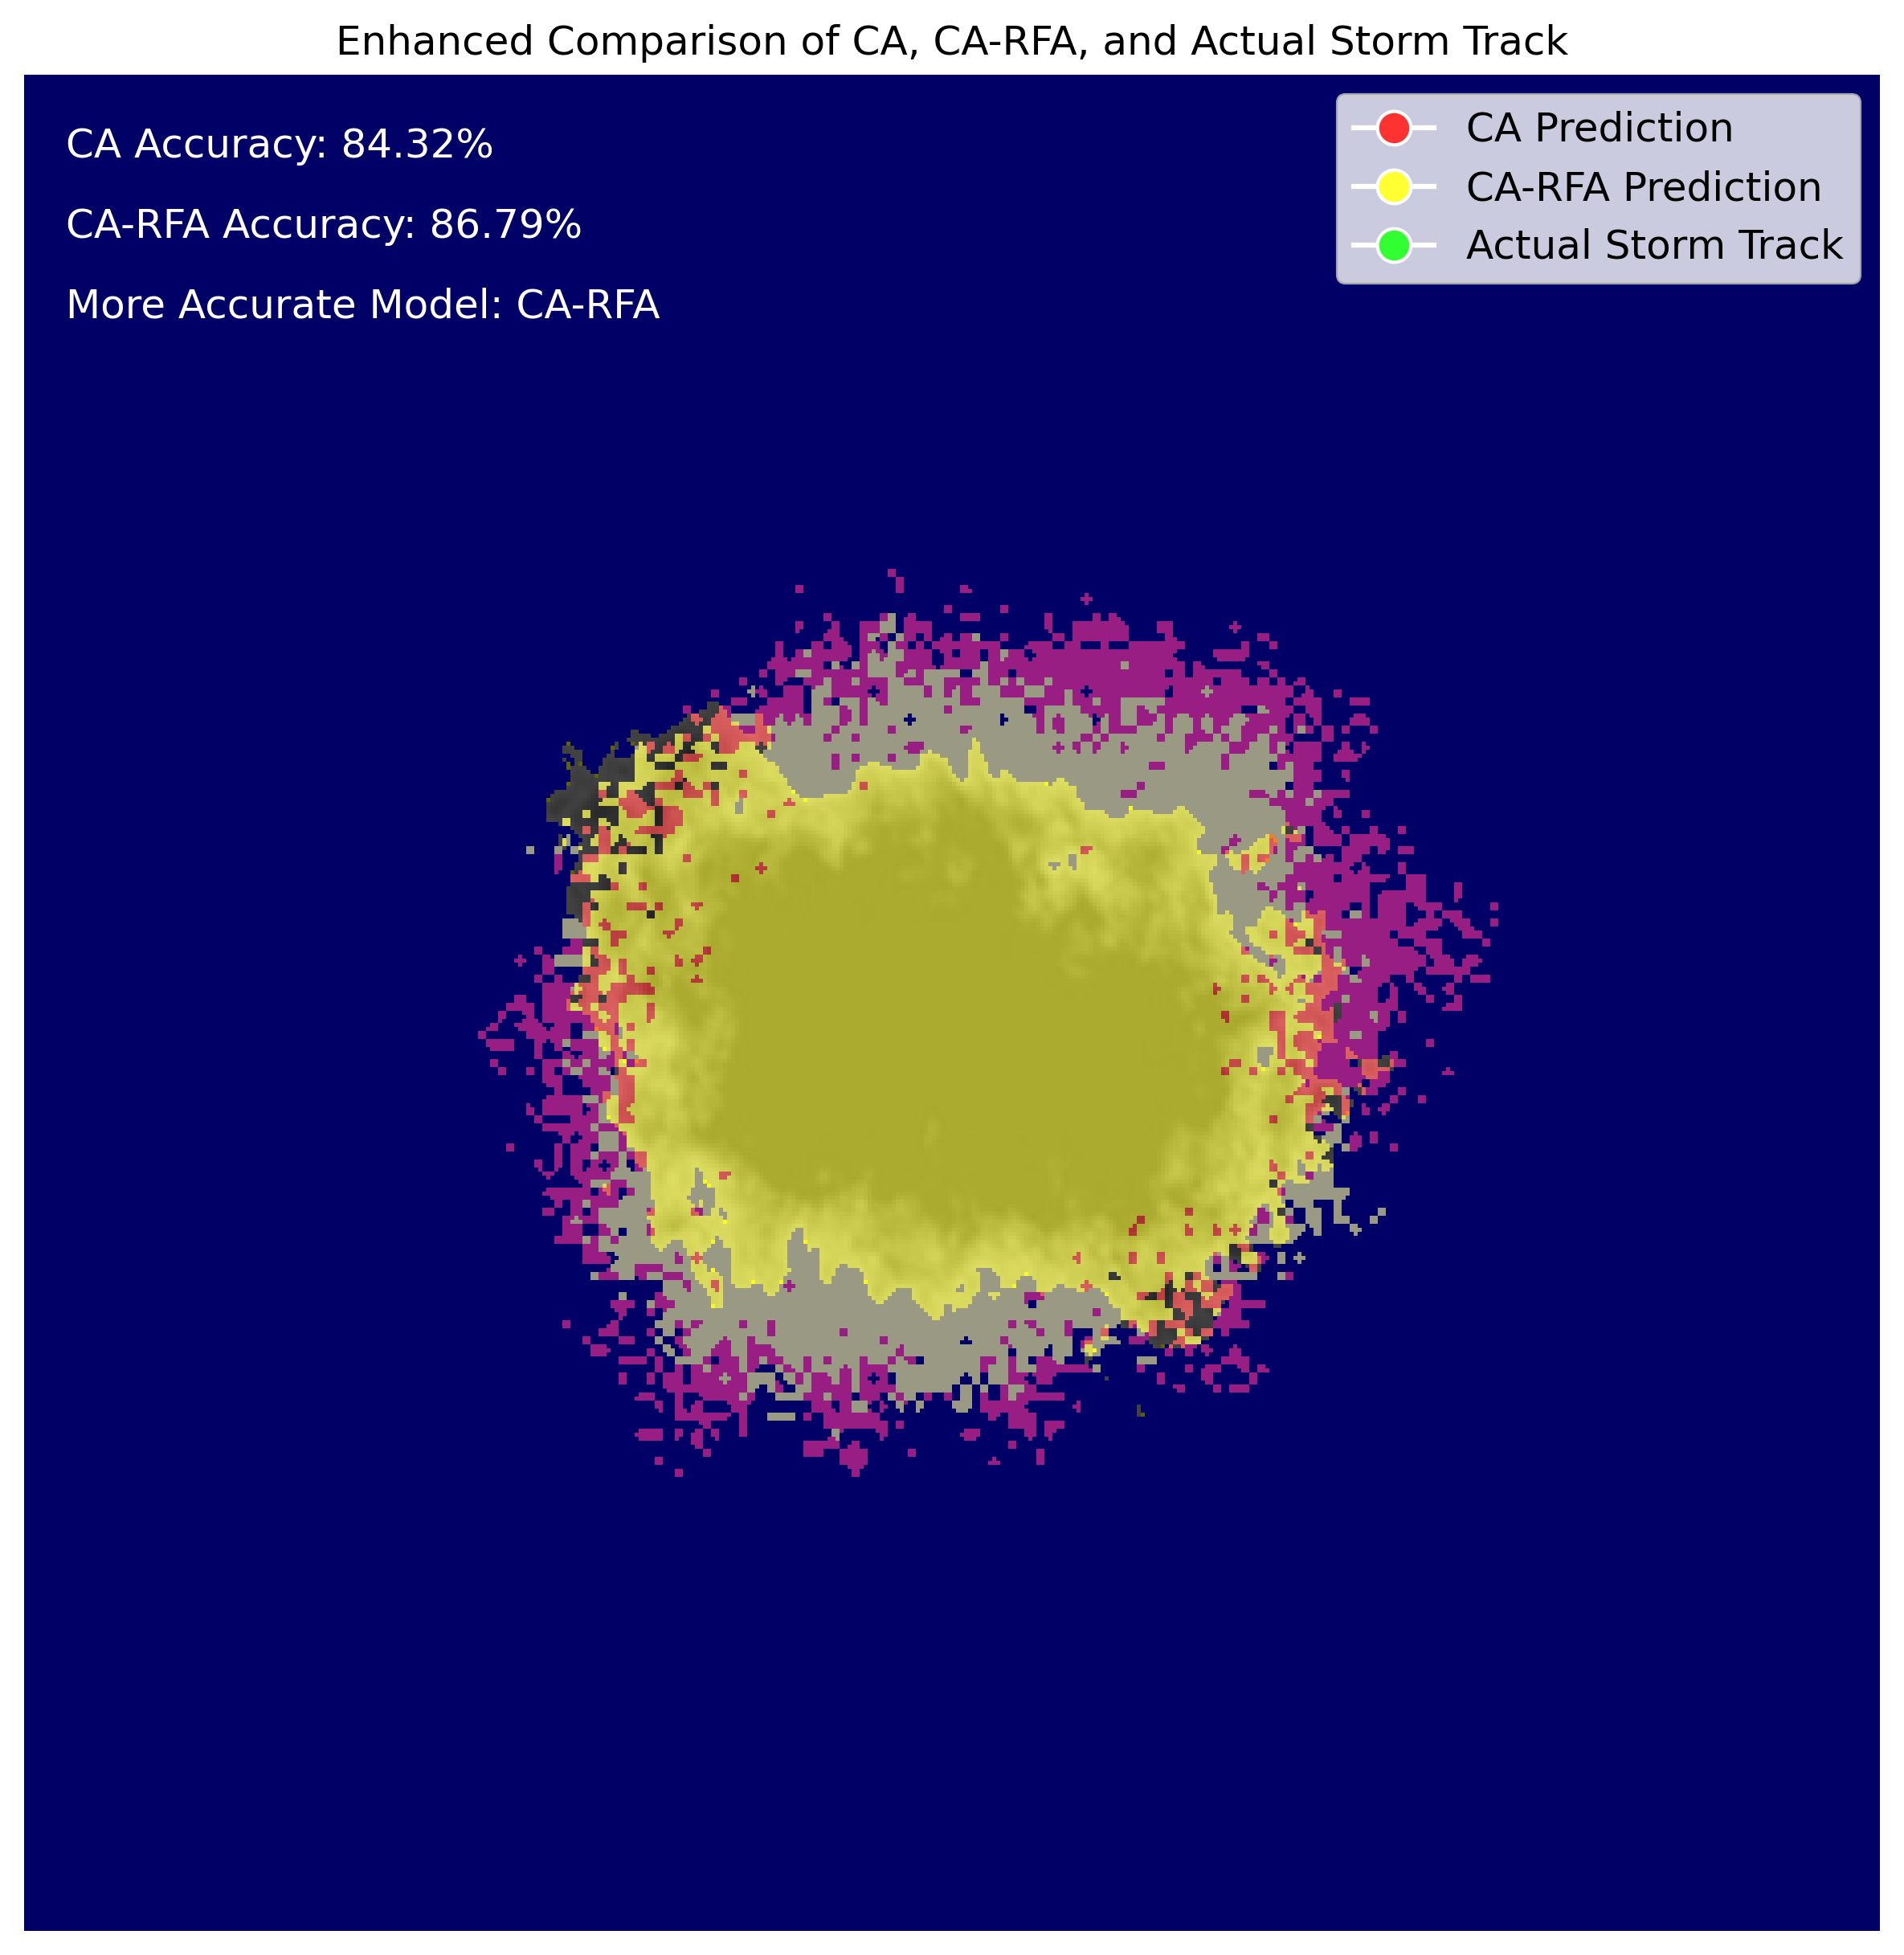 Enhanced Comparison of CA, CA-RFA, and Actual Storm Track
CA Accuracy: 84.32%
CA-RFA Accuracy: 86.79%
More Accurate Model: CA-RFA
CA Prediction
CA-RFA Prediction
Actual Storm Track